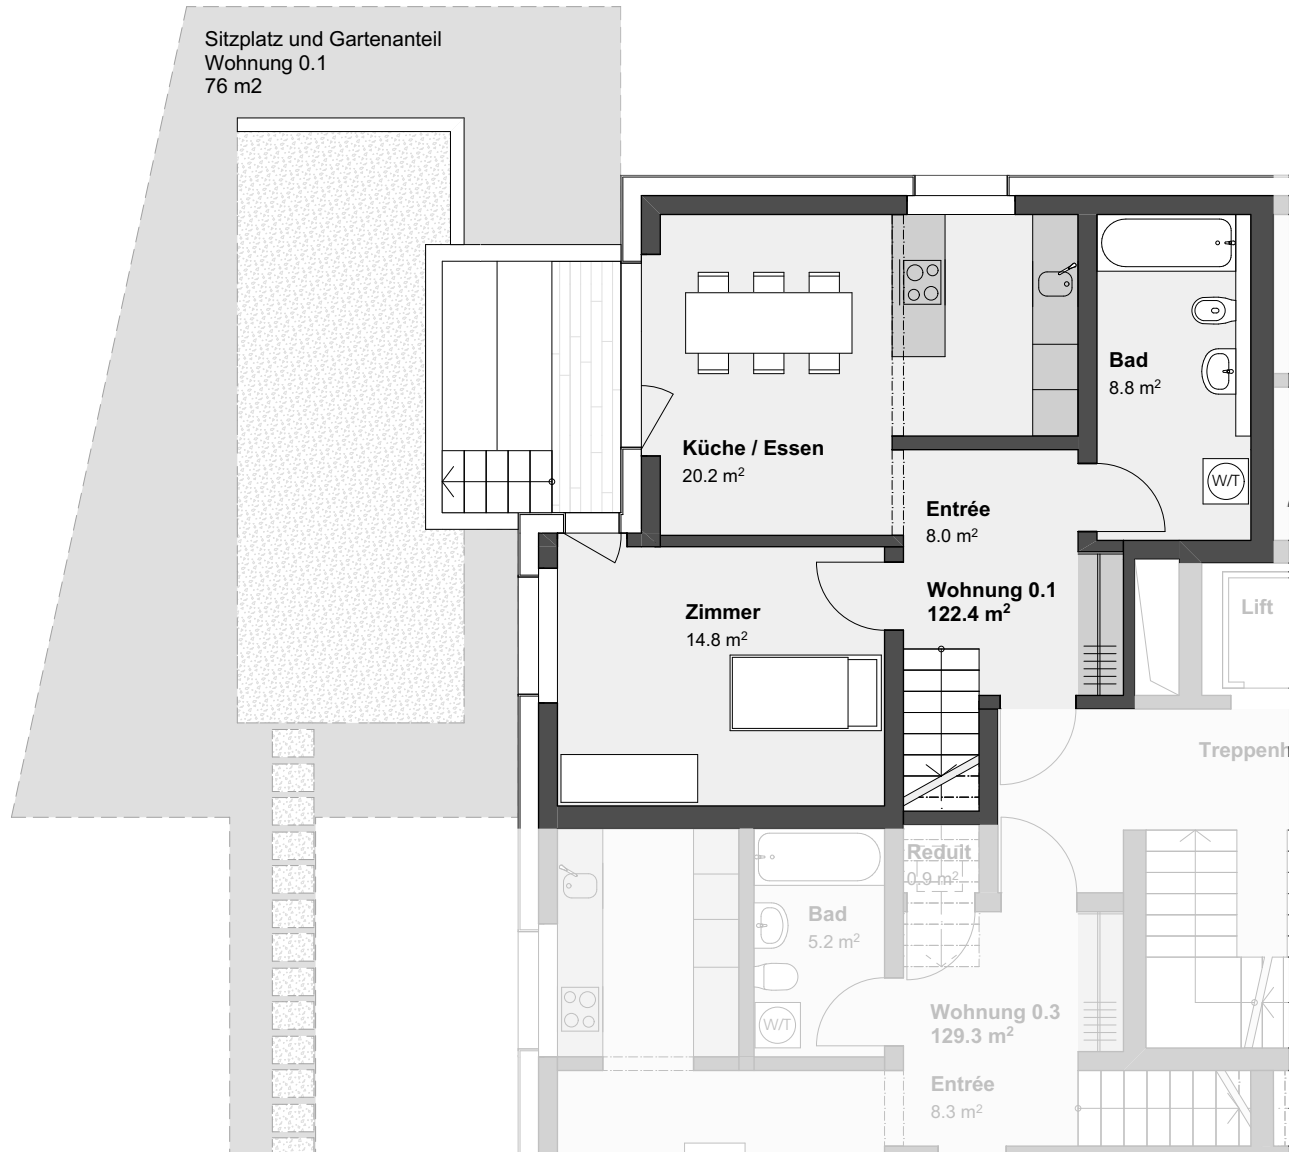 Sitzplatz und Gartenanteil
Wohnung 0.1
76 m2
Bad
8.8 m²
Küche / Essen
20.2 m²
W/T
Entrée
8.0 m²
Wohnung 0.1
122.4 m²
Zimmer
14.8 m²
Lift
Treppenh
Reduit
0.9 m²
Bad
5.2 m²
W/T
Wohnung 0.3
129.3 m²
Entrée
8.3 m²